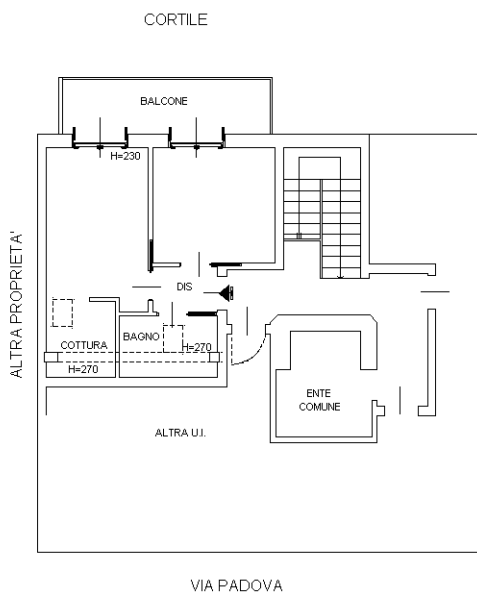 CORTILE
BALCONE
H=230
ALTRA PROPRIETA'
DIS
COTTURA
BAGNO
H=270
H=270
ENTE
COMUNE
ALTRA U.I.
VIA PADOVA